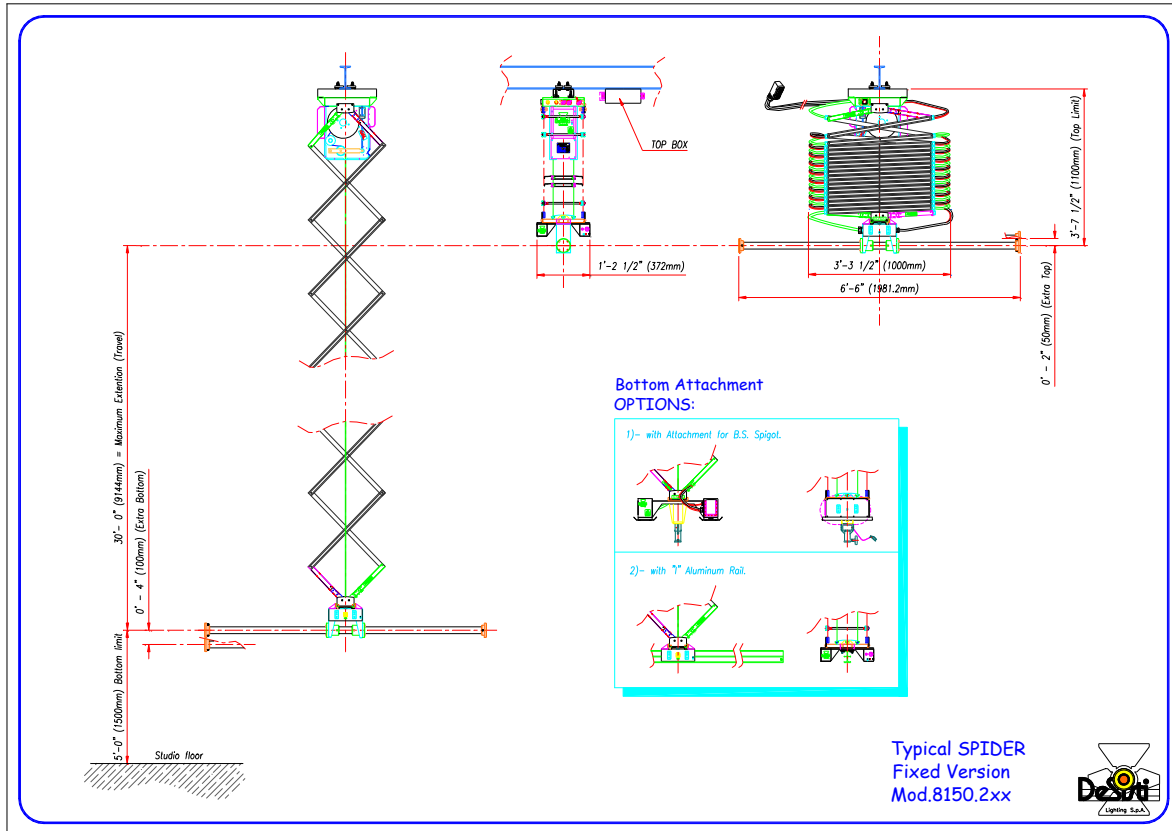 TOP BOX
1'-2 1/2" (372mm)
3'-3 1/2" (1000mm)
6'-6" (1981.2mm)
3'-7 1/2" (1100mm) (Top Limit)
0' - 2" (50mm) (Extra Top)
30'- 0" (9144mm) = Maximum Extention (Travel)
0' - 4" (100mm) (Extra Bottom)
5'-0" (1500mm) Bottom limit
Studio floor
Bottom Attachment
OPTIONS:
1)- with Attachment for B.S. Spigot.
2)- with "I" Aluminum Rail.
Typical SPIDER
Fixed Version
Mod.8150.2xx
DeSisti
Lighting S.p.A.